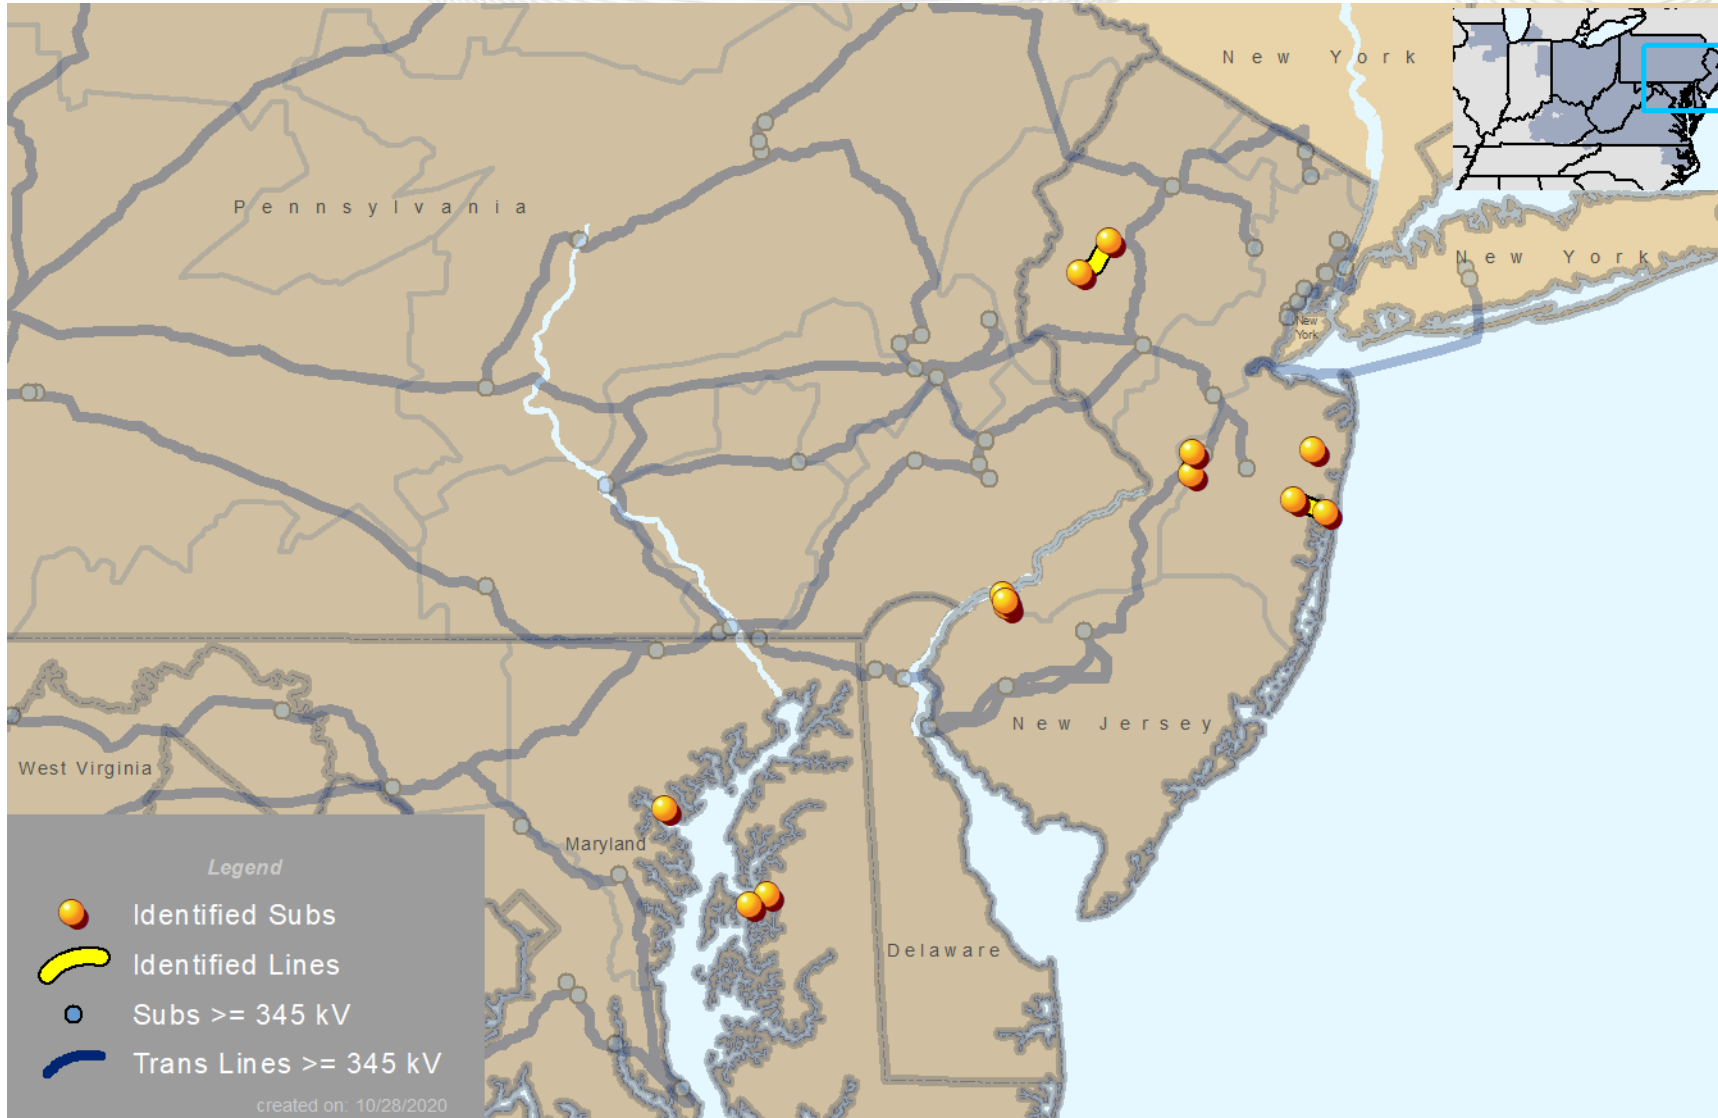 New York
Pennsylvania
New York
New
York
New Jersey
West Virginia
Maryland
Delaware
Legend
Identified Subs
Identified Lines
Subs >= 345 kV
Trans Lines >= 345 kV
created on: 10/28/2020